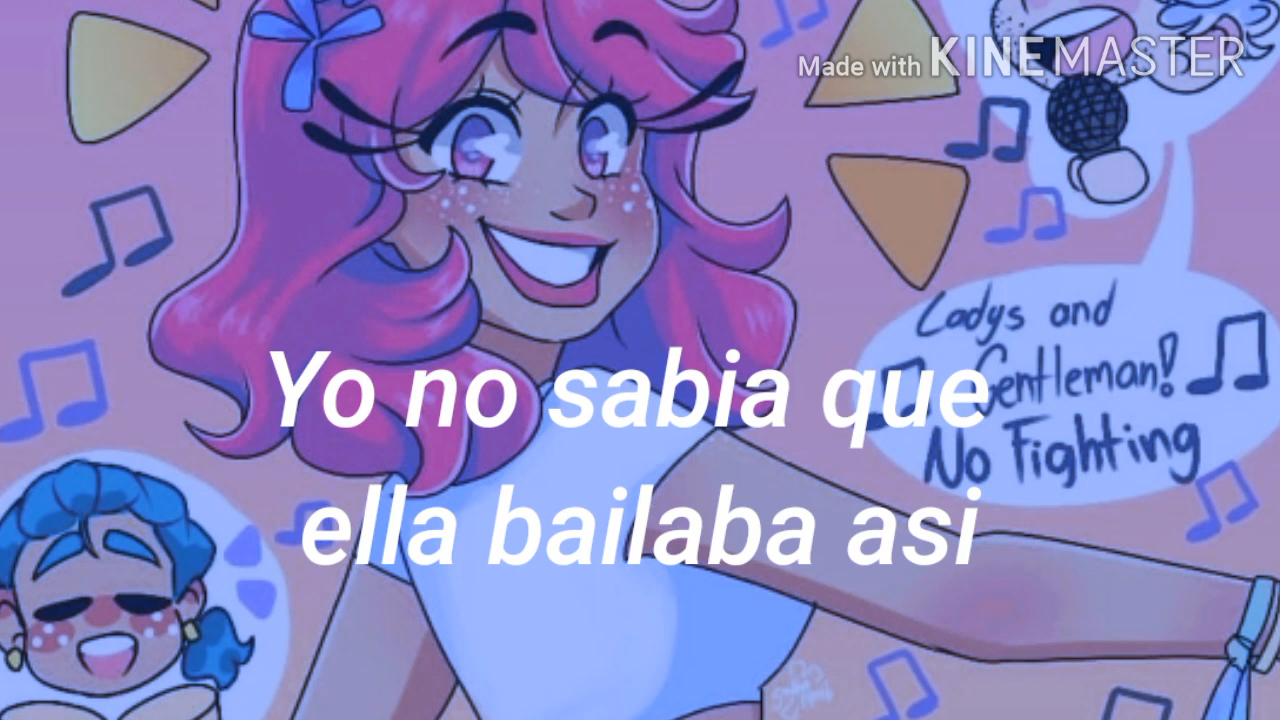 Made with KINEMASTER
Ladys and
Gentleman!
No Fighting
Yo no sabia que
ella bailaba asi